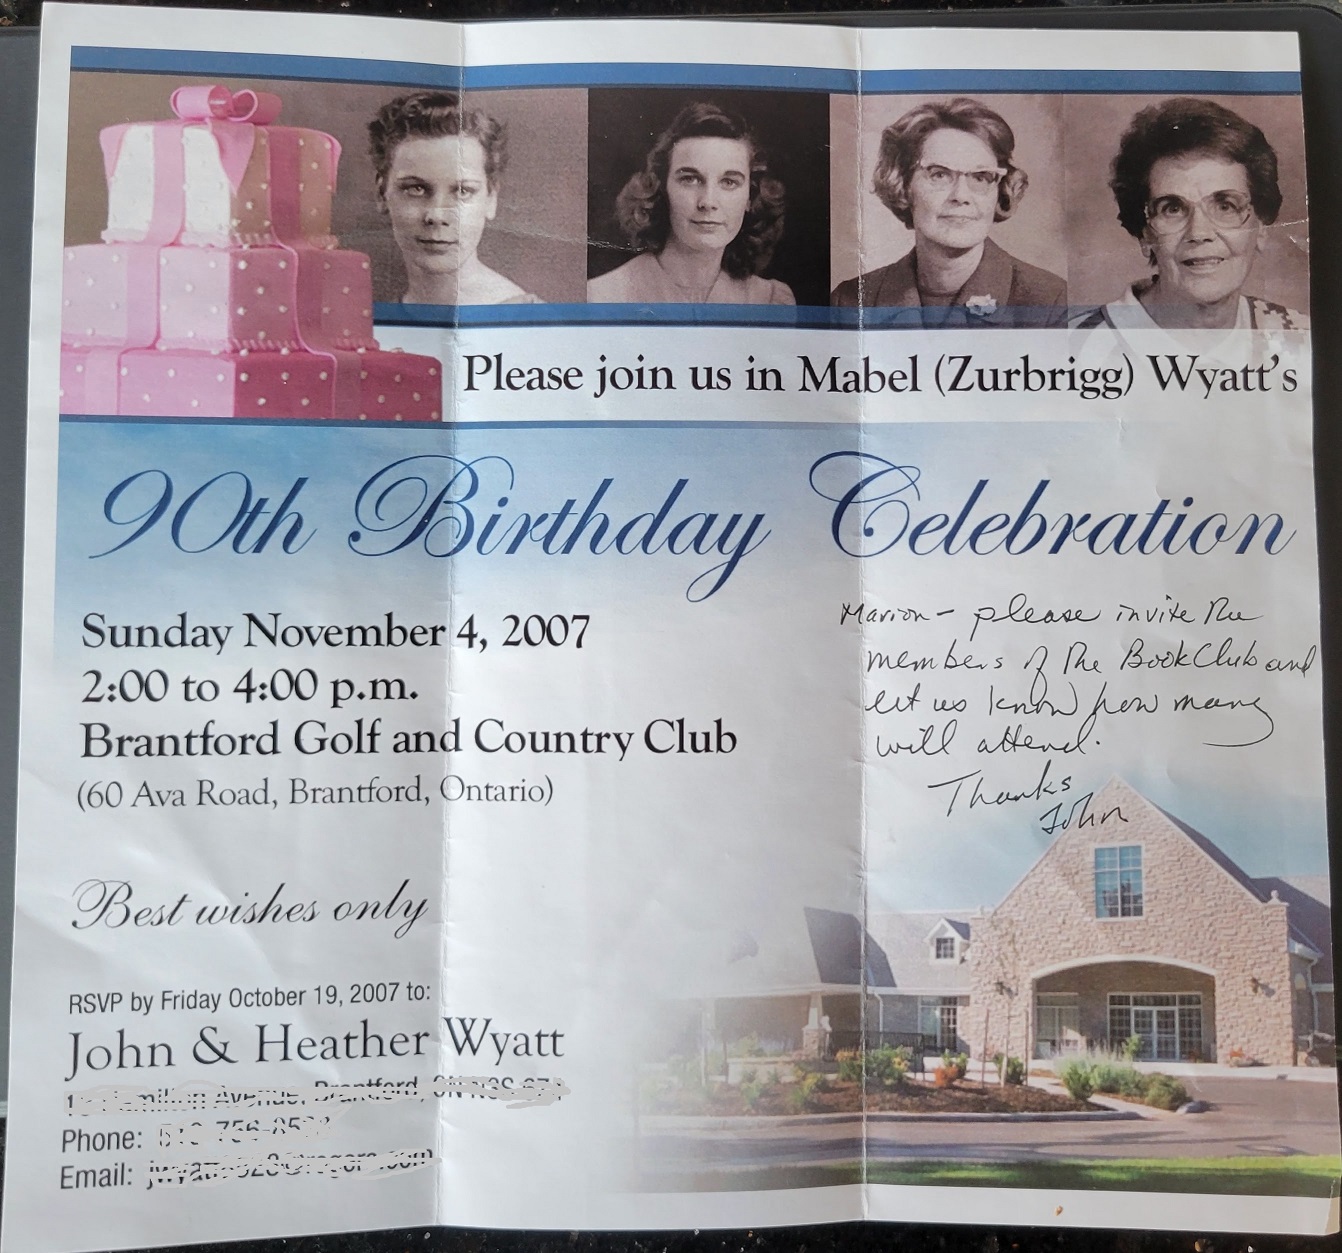 Please join us in Mabel (Zurbrigg) Wyatt's
90th Birthday Celebration
Sunday November 4, 2007
2:00 to 4:00 p.m.
Brantford Golf and Country Club
(60 Ava Road, Brantford, Ontario)
Marion - please invite the
members of the Book Club and
let us know how many
will attend.
Thanks
John
Best wishes only
RSVP by Friday October 19, 2007 to:
John & Heather Wyatt
Avenue, Brantford, ON
Phone:
Email: